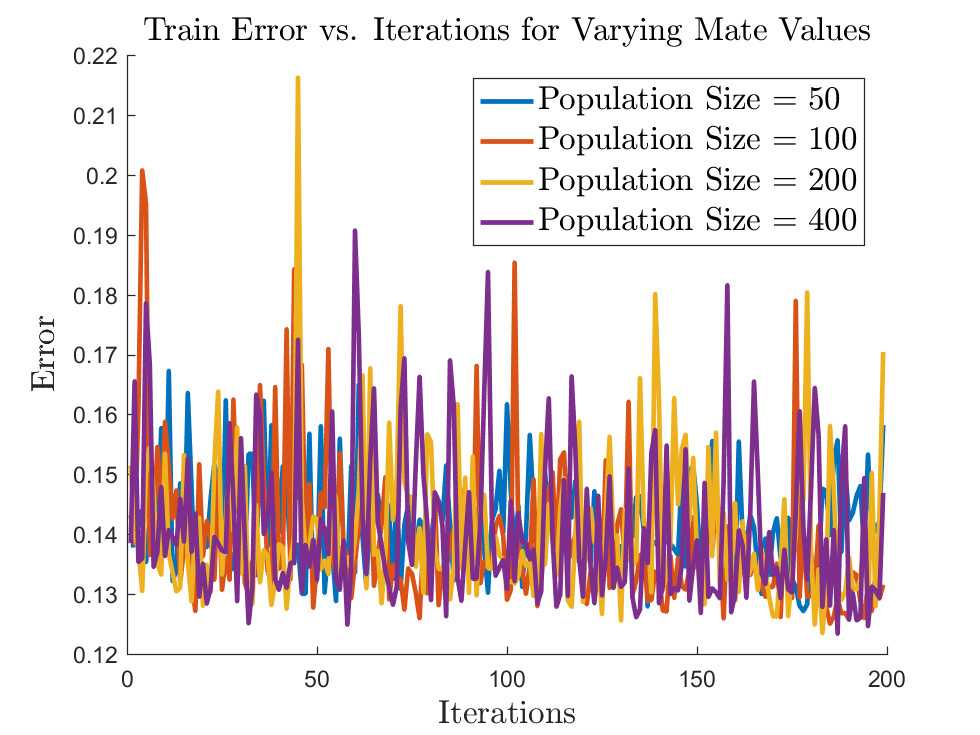 Train Error vs. Iterations for Varying Mate Values
0.22
0.21
0.2
0.19
0.18
0.17
0.16
0.15
0.14
0.13
0.12
Error
Population Size = 50
Population Size = 100
Population Size = 200
Population Size = 400
0 50 100 150 200
Iterations